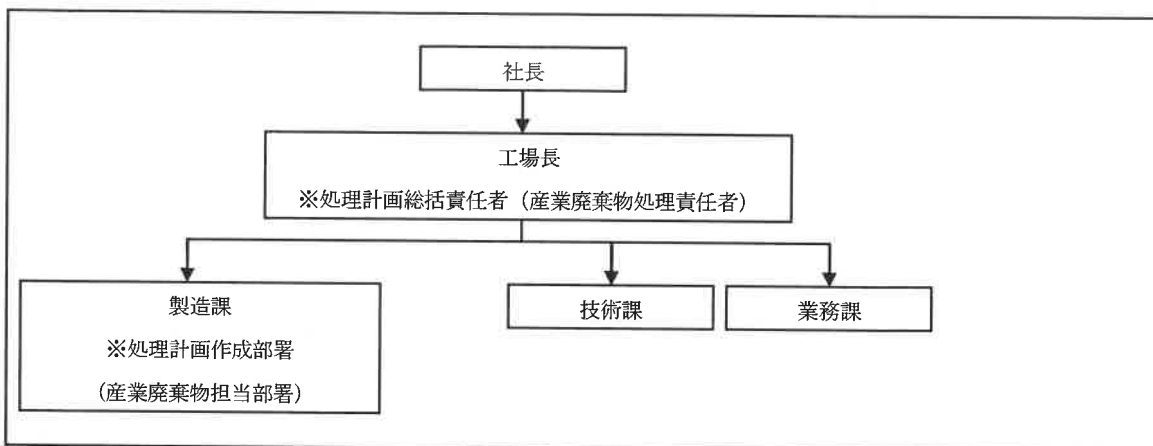 社長
工場長
※処理計画総括責任者（産業廃棄物処理責任者）
製造課
※処理計画作成部署
（産業廃棄物担当部署）
技術課
業務課